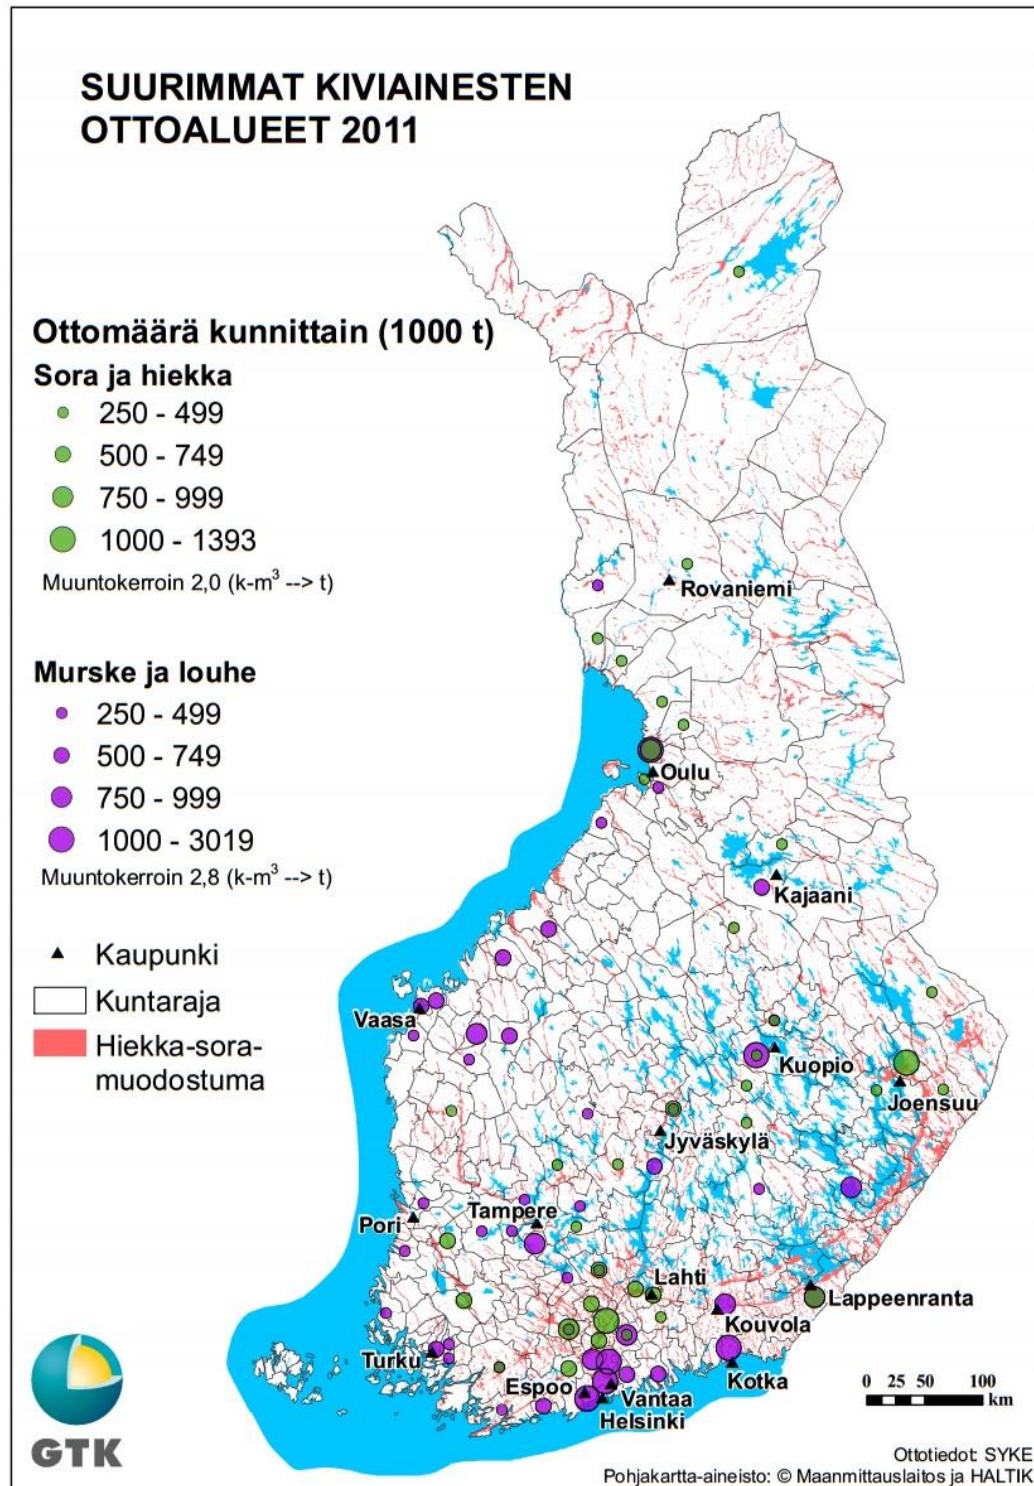 SUURIMMAT KIVIAINESTEN
OTTOALUEET 2011
Ottomäärä kunnittain (1000 t)
Sora ja hiekka
250 - 499
500 - 749
750 - 999
1000 - 1393
Muuntokerroin 2,0 (k-m³ --> t)
Murske ja louhe
250 - 499
500 - 749
750 - 999
1000 - 3019
Muuntokerroin 2,8 (k-m³ --> t)
Kaupunki
Kuntaraja
Hiekka-sora-
muodostuma
Rovaniemi
Oulu
Kajaani
Vaasa
Kuopio
Joensuu
Jyväskylä
Pori
Tampere
Lahti
Lappeenranta
Kouvola
Turku
Kotka
Espoo
Vantaa
Helsinki
0 25 50 100
km
GTK
Ottotiedot: SYKE
Pohjakartta-aineisto: © Maanmittauslaitos ja HALTIK